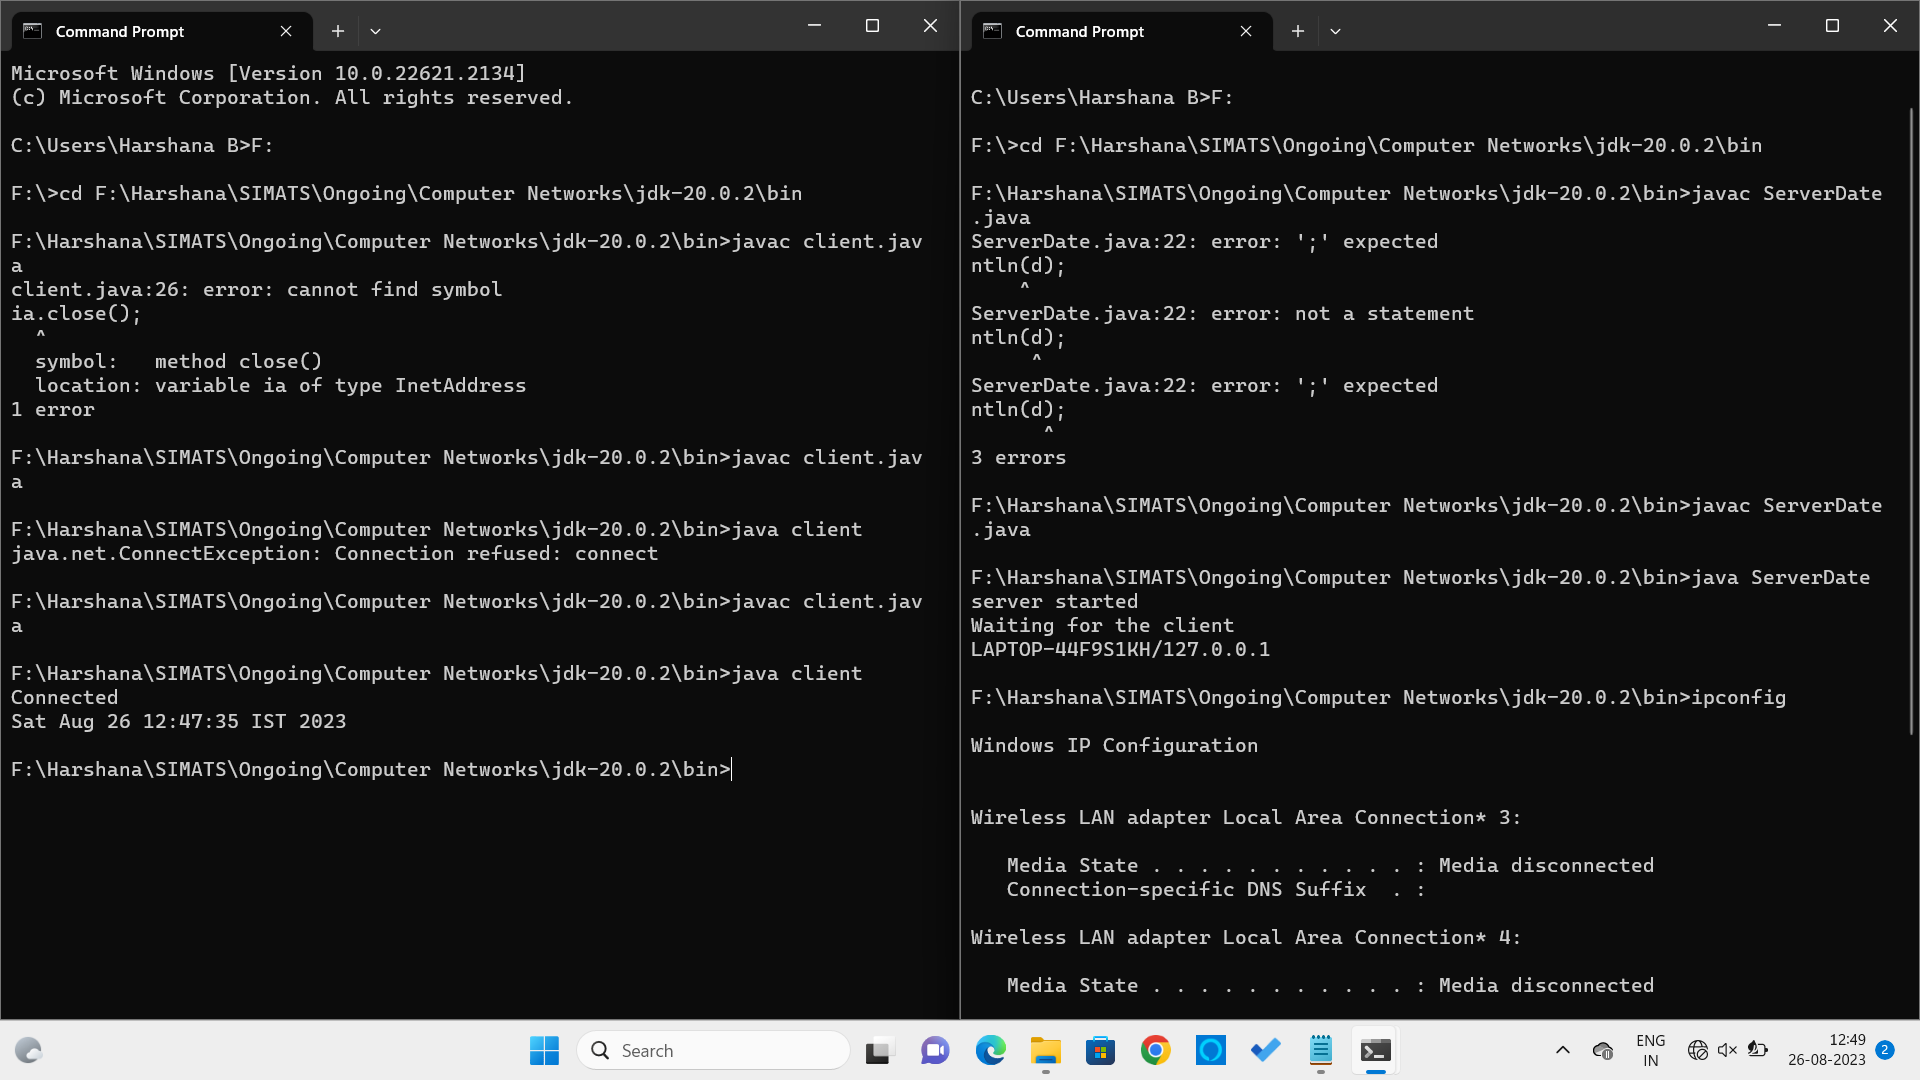 Command Prompt
Microsoft Windows [Version 10.0.22621.2134]
(c) Microsoft Corporation. All rights reserved.
C:\Users\Harshana B>F:
F:\>cd F:\Harshana\SIMATS\Ongoing\Computer Networks\jdk-20.0.2\bin
F:\Harshana\SIMATS\Ongoing\Computer Networks\jdk-20.0.2\bin>javac client.jav
a
client.java:26: error: cannot find symbol
ia.close();
^
symbol:   method close()
location: variable ia of type InetAddress
1 error
F:\Harshana\SIMATS\Ongoing\Computer Networks\jdk-20.0.2\bin>javac client.jav
a
F:\Harshana\SIMATS\Ongoing\Computer Networks\jdk-20.0.2\bin>java client
java.net.ConnectException: Connection refused: connect
F:\Harshana\SIMATS\Ongoing\Computer Networks\jdk-20.0.2\bin>javac client.jav
a
F:\Harshana\SIMATS\Ongoing\Computer Networks\jdk-20.0.2\bin>java client
Connected
Sat Aug 26 12:47:35 IST 2023
F:\Harshana\SIMATS\Ongoing\Computer Networks\jdk-20.0.2\bin>
Command Prompt
C:\Users\Harshana B>F:
F:\>cd F:\Harshana\SIMATS\Ongoing\Computer Networks\jdk-20.0.2\bin
F:\Harshana\SIMATS\Ongoing\Computer Networks\jdk-20.0.2\bin>javac ServerDate
.java
ServerDate.java:22: error: ';' expected
ntln(d);
^
ServerDate.java:22: error: not a statement
ntln(d);
^
ServerDate.java:22: error: ';' expected
ntln(d);
^
3 errors
F:\Harshana\SIMATS\Ongoing\Computer Networks\jdk-20.0.2\bin>javac ServerDate
.java
F:\Harshana\SIMATS\Ongoing\Computer Networks\jdk-20.0.2\bin>java ServerDate
server started
Waiting for the client
LAPTOP-44F9S1KH/127.0.0.1
F:\Harshana\SIMATS\Ongoing\Computer Networks\jdk-20.0.2\bin>ipconfig
Windows IP Configuration
Wireless LAN adapter Local Area Connection* 3:
Media State . . . . . . . . . . . : Media disconnected
Connection-specific DNS Suffix  . :
Wireless LAN adapter Local Area Connection* 4:
Media State . . . . . . . . . . . : Media disconnected
Search
ENG
IN
12:49
26-08-2023
2